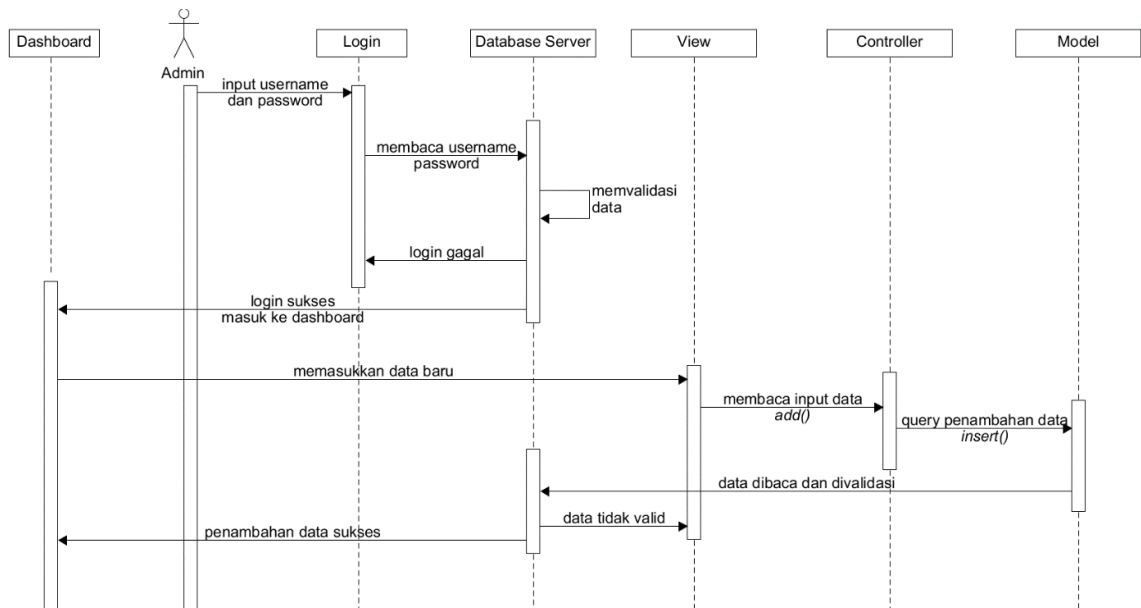 Dashboard
Admin
Login
Database Server
View
Controller
Model
input username
dan password
membaca username
password
memvalidasi
data
login gagal
login sukses
masuk ke dashboard
memasukkan data baru
membaca input data
add()
query penambahan data
insert()
data dibaca dan divalidasi
data tidak valid
penambahan data sukses